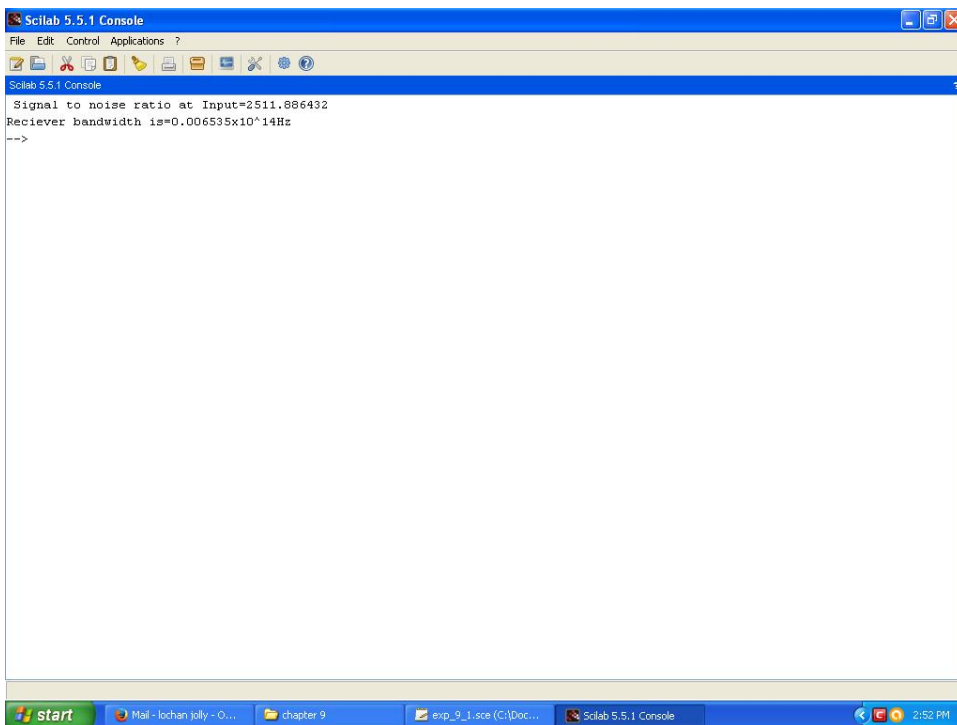 Scilab 5.5.1 Console
File Edit Control Applications ?
Scilab 5.5.1 Console ?
Signal to noise ratio at Input=2511.886432
Reciever bandwidth is=0.006535x10^14Hz
-->
start Mail - lochan jolly - O... chapter 9 exp_9_1.sce (C:\Doc... Scilab 5.5.1 Console 2:52 PM